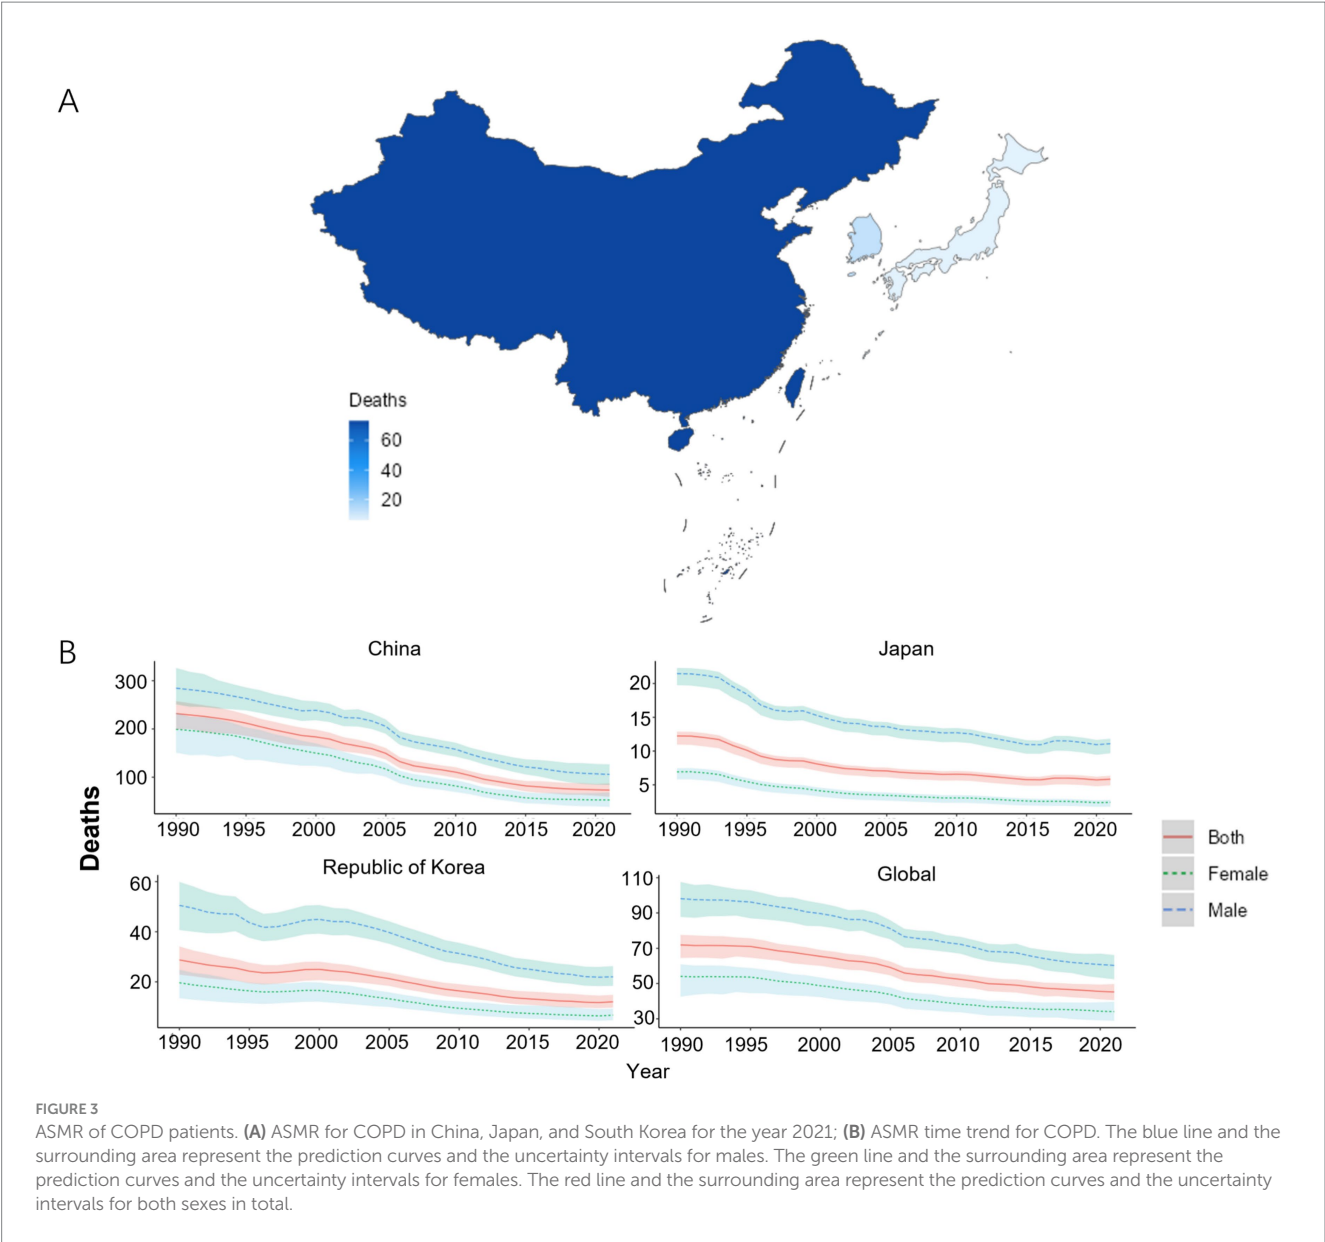 A
Deaths
60
40
20
B
China
300
200
100
1990 1995 2000 2005 2010 2015 2020
Japan
20
15
10
5
1990 1995 2000 2005 2010 2015 2020
Deaths
Republic of Korea
60
40
20
1990 1995 2000 2005 2010 2015 2020
Global
110
90
70
50
30
1990 1995 2000 2005 2010 2015 2020
Year
Both
Female
Male
FIGURE 3
ASMR of COPD patients. (A) ASMR for COPD in China, Japan, and South Korea for the year 2021; (B) ASMR time trend for COPD. The blue line and the
surrounding area represent the prediction curves and the uncertainty intervals for males. The green line and the surrounding area represent the
prediction curves and the uncertainty intervals for females. The red line and the surrounding area represent the prediction curves and the uncertainty
intervals for both sexes in total.